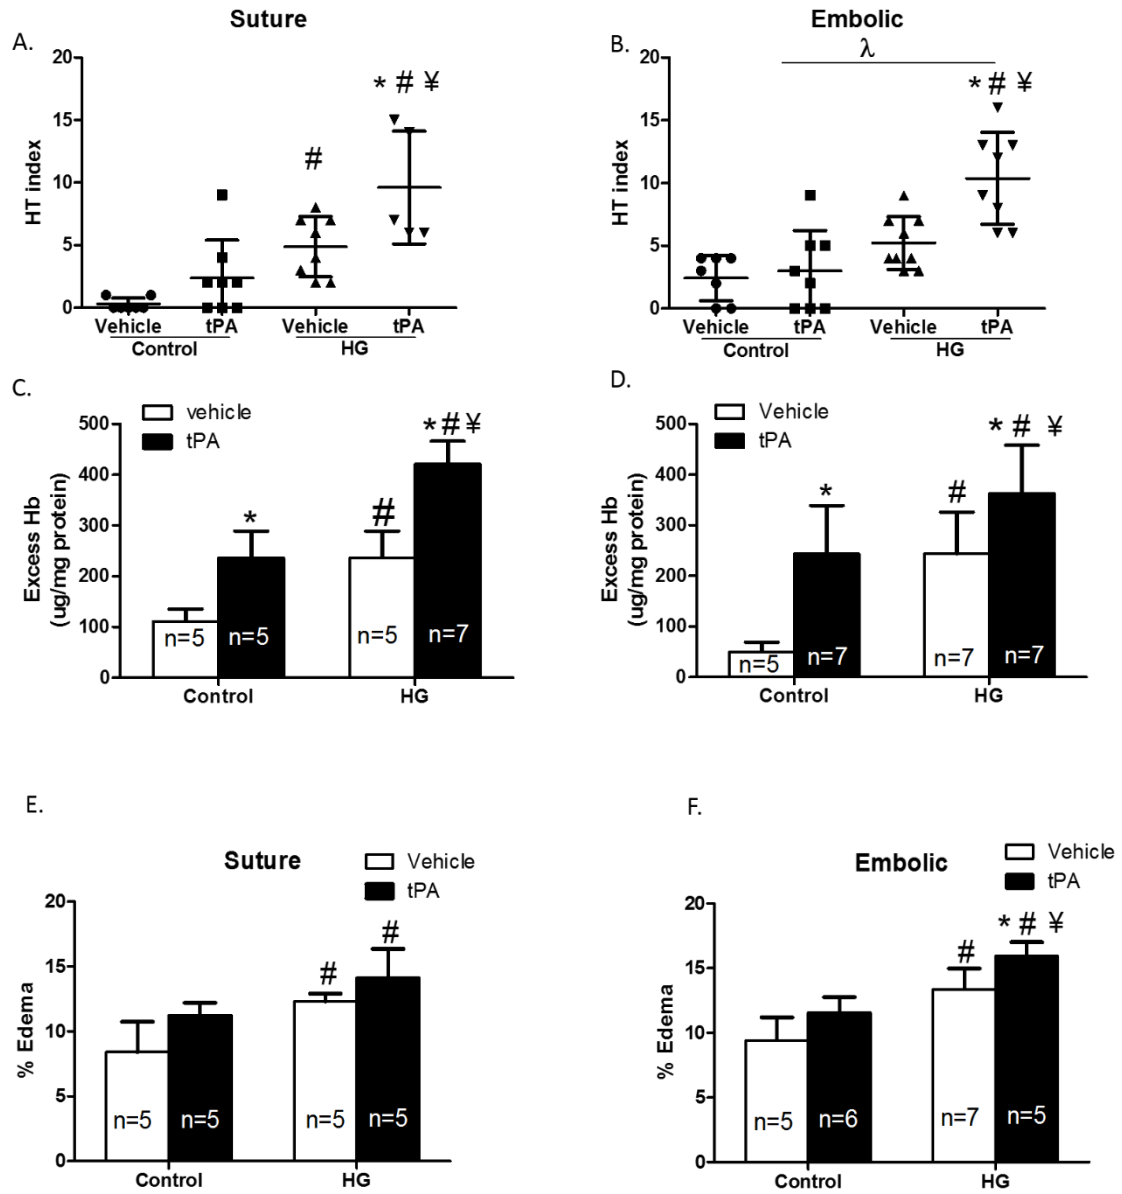 Suture
A.
20
15
10
5
0
HT index
#
* # ¥
Vehicle tPA Vehicle tPA
Control HG
Embolic
B.
λ
20
15
10
5
0
HT index
* # ¥
Vehicle tPA Vehicle tPA
Control HG
C.
vehicle
tPA
500
400
300
200
100
0
Excess Hb
(ug/mg protein)
*
#
*#¥
n=5 n=5 n=5 n=7
Control HG
D.
Vehicle
tPA
500
400
300
200
100
0
Excess Hb
(ug/mg protein)
*
#
* # ¥
n=5 n=7 n=7 n=7
Control HG
E.
Suture
Vehicle
tPA
20
15
10
5
0
% Edema
#
#
n=5 n=5 n=5 n=5
Control HG
F.
Embolic
Vehicle
tPA
20
15
10
5
0
% Edema
#
* # ¥
n=5 n=6 n=7 n=5
Control HG